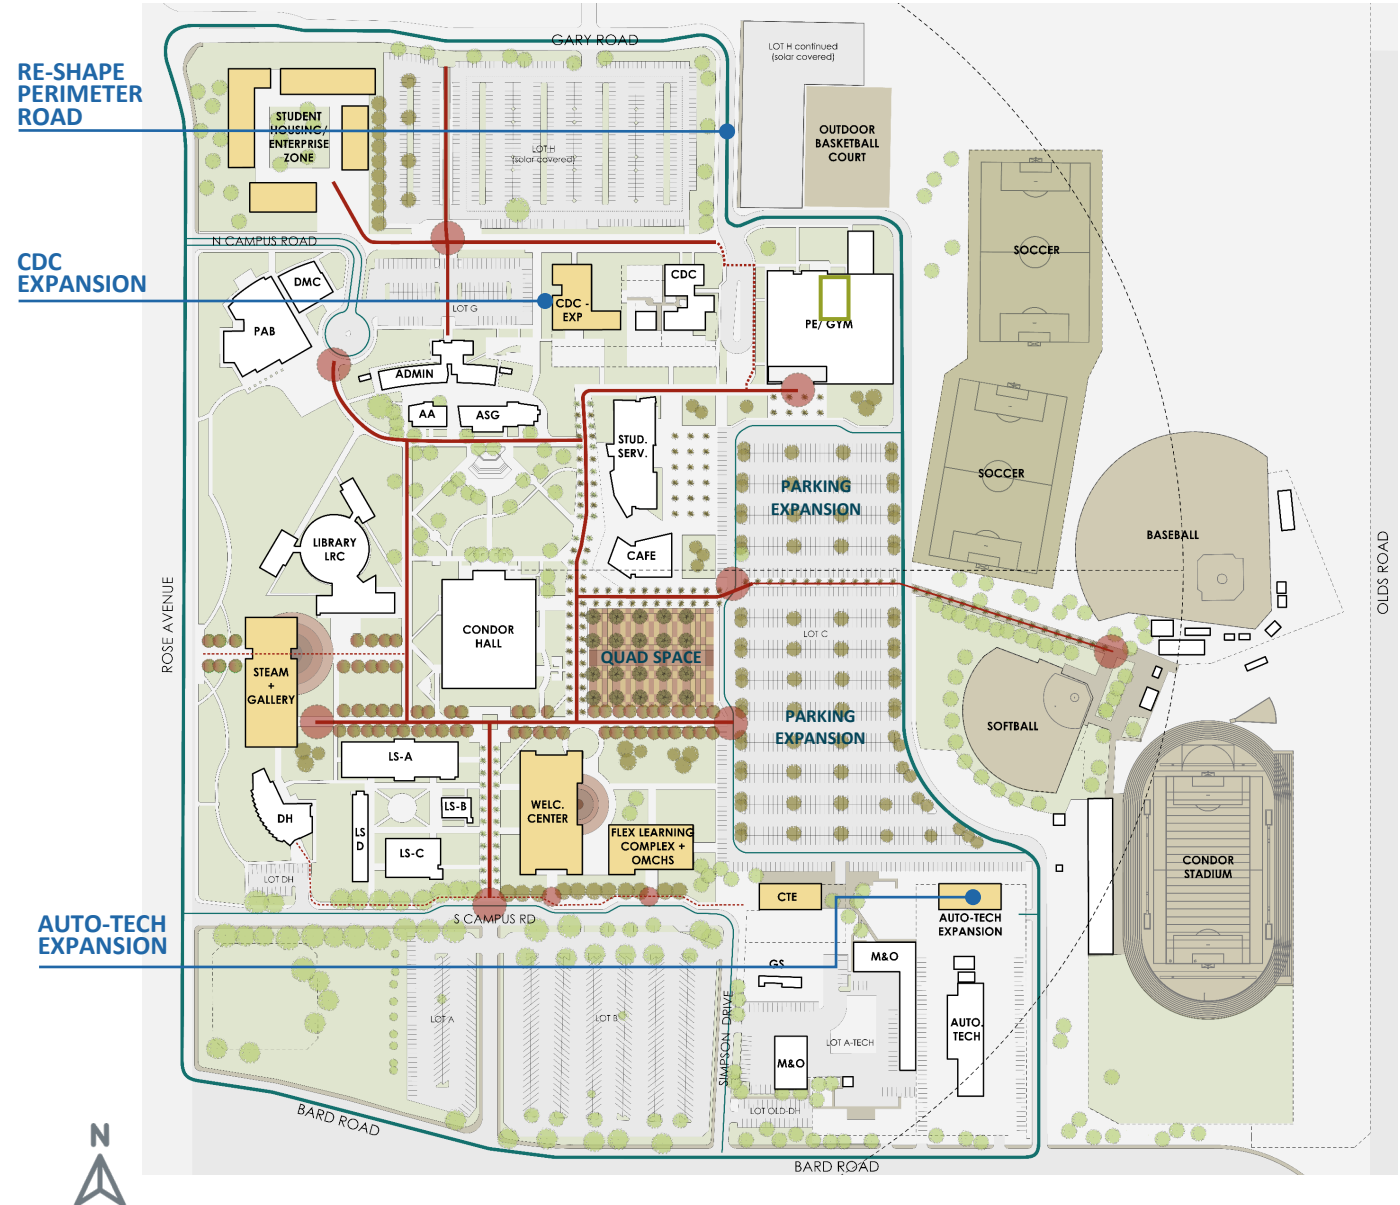 GARY ROAD
LOT H continued
(solar covered)
RE-SHAPE
PERIMETER
ROAD
STUDENT
HOUSING/
ENTERPRISE
ZONE
LOT H
(solar covered)
OUTDOOR
BASKETBALL
COURT
N CAMPUS ROAD
SOCCER
CDC
EXPANSION
DMC
PAB
LOT G
CDC -
EXP
CDC
PE/ GYM
ADMIN
AA
ASG
STUD.
SERV.
SOCCER
PARKING
EXPANSION
BASEBALL
LIBRARY
LRC
CAFE
OLDS ROAD
ROSE AVENUE
CONDOR
HALL
LOT C
QUAD SPACE
STEAM
+
GALLERY
PARKING
EXPANSION
SOFTBALL
LS-A
LS-B
LS
D
LS-C
DH
WELC.
CENTER
FLEX LEARNING
COMPLEX +
OMCHS
CONDOR
STADIUM
LOT DH
CTE
S CAMPUS RD
AUTO-TECH
EXPANSION
AUTO-TECH
EXPANSION
GS
M&O
LOT A
LOT B
SIMPSON DRIVE
AUTO.
TECH
LOT A-TECH
M&O
LOT OLD-DH
BARD ROAD
BARD ROAD
N